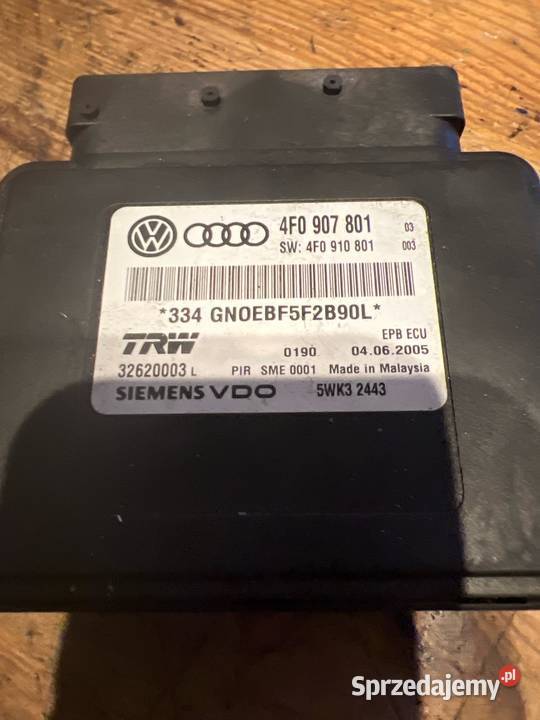 4F0 907 801 03
SW: 4F0 910 801 003
*334 GNOEBF5F2B90L*
TRW EPB ECU
0190 04.06.2005
32620003 L PIR SME 0001 Made in Malaysia
SIEMENS VDO 5WK3 2443
Sprzedajemy.pl